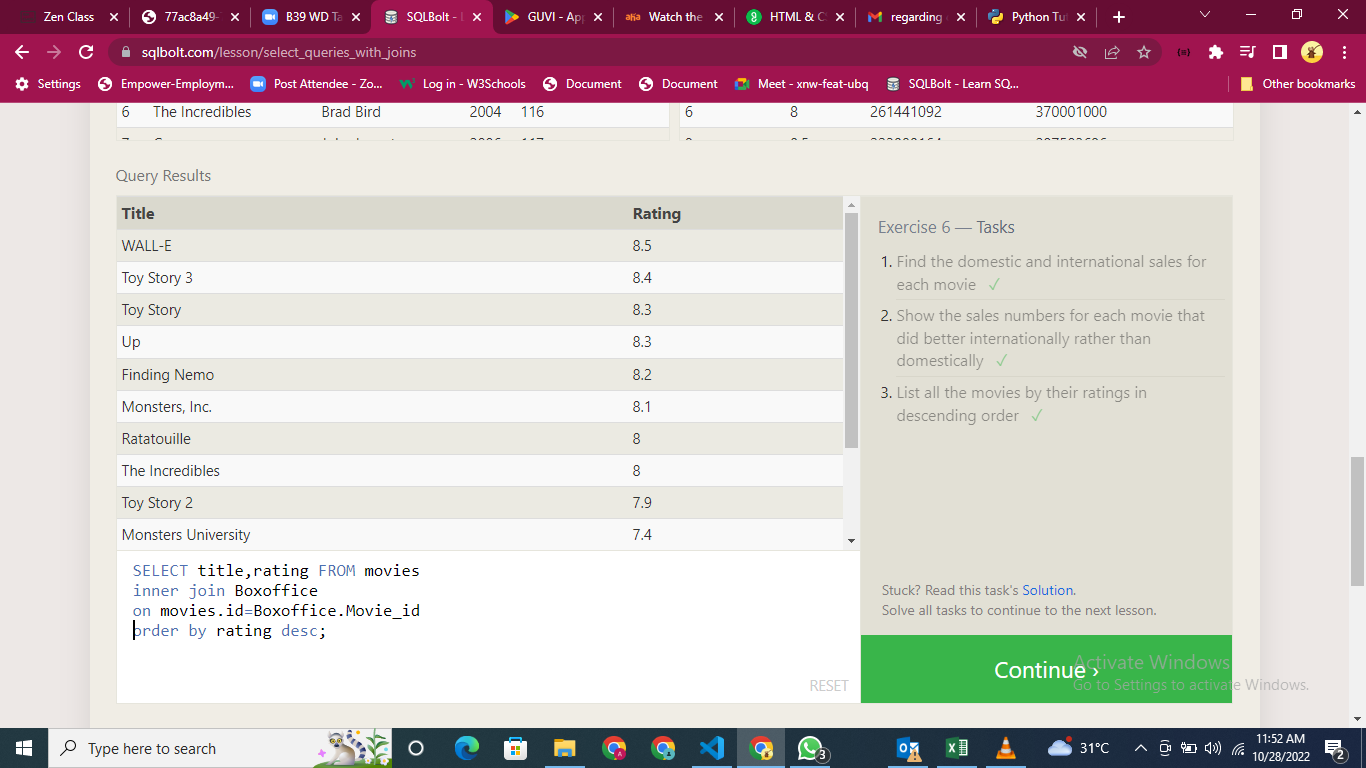 Zen Class
77ac8a49-
B39 WD Ta
SQLBolt - L
GUVI - App
Watch the
HTML & C
regarding
Python Tut
sqlbolt.com/lesson/select_queries_with_joins
Settings
Empower-Employm...
Post Attendee - Zo...
Log in - W3Schools
Document
Document
Meet - xnw-feat-ubq
SQLBolt - Learn SQ...
Other bookmarks
6 The Incredibles Brad Bird 2004 116 6 8 261441092 370001000
Query Results
Title Rating
WALL-E 8.5
Toy Story 3 8.4
Toy Story 8.3
Up 8.3
Finding Nemo 8.2
Monsters, Inc. 8.1
Ratatouille 8
The Incredibles 8
Toy Story 2 7.9
Monsters University 7.4
SELECT title,rating FROM movies
inner join Boxoffice
on movies.id=Boxoffice.Movie_id
order by rating desc;
RESET
Exercise 6 — Tasks
1. Find the domestic and international sales for
each movie ✓
2. Show the sales numbers for each movie that
did better internationally rather than
domestically ✓
3. List all the movies by their ratings in
descending order ✓
Stuck? Read this task's Solution.
Solve all tasks to continue to the next lesson.
Continue ›
Activate Windows
Go to Settings to activate Windows.
Type here to search
3
31°C
11:52 AM
10/28/2022
2